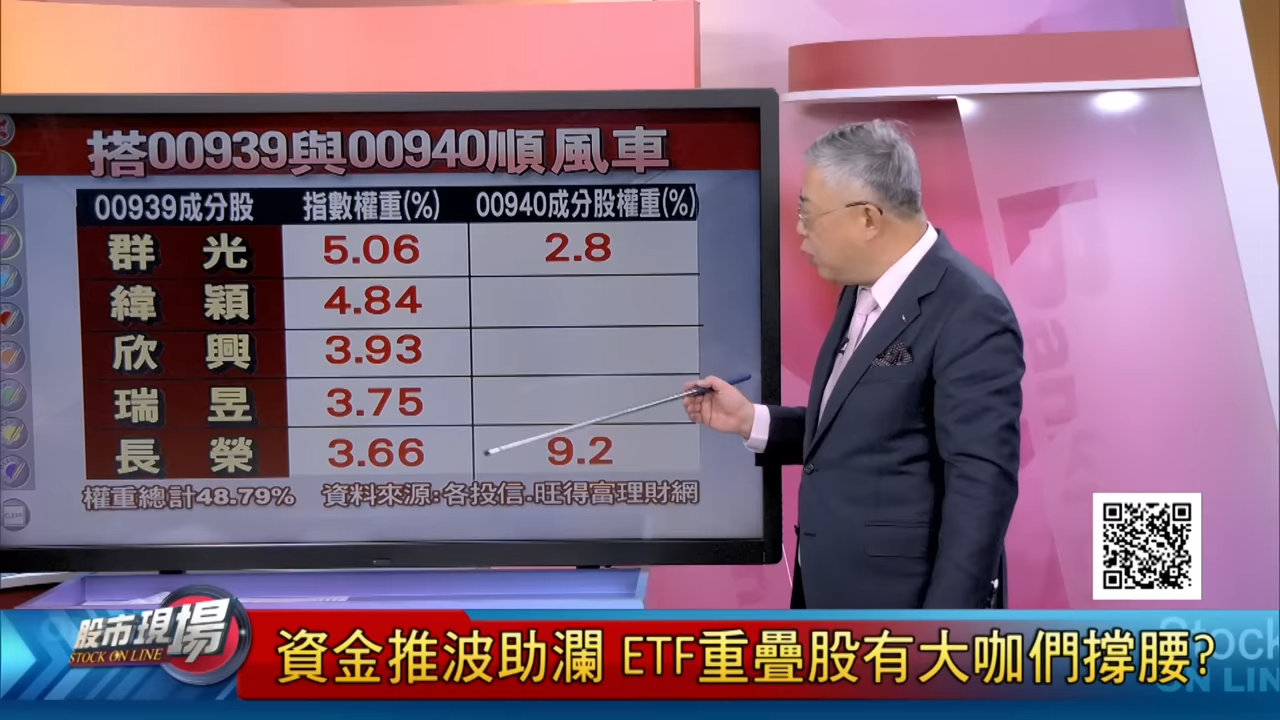 搭00939與00940順風車
00939成分股 指數權重(%) 00940成分股權重(%)
群光 5.06 2.8
緯穎 4.84
欣興 3.93
瑞昱 3.75
長榮 3.66 9.2
權重總計48.79% 資料來源:各投信.旺得富理財網
股市現場
STOCK ON LINE
資金推波助瀾 ETF重疊股有大咖們撐腰?
Stock
ON LIN